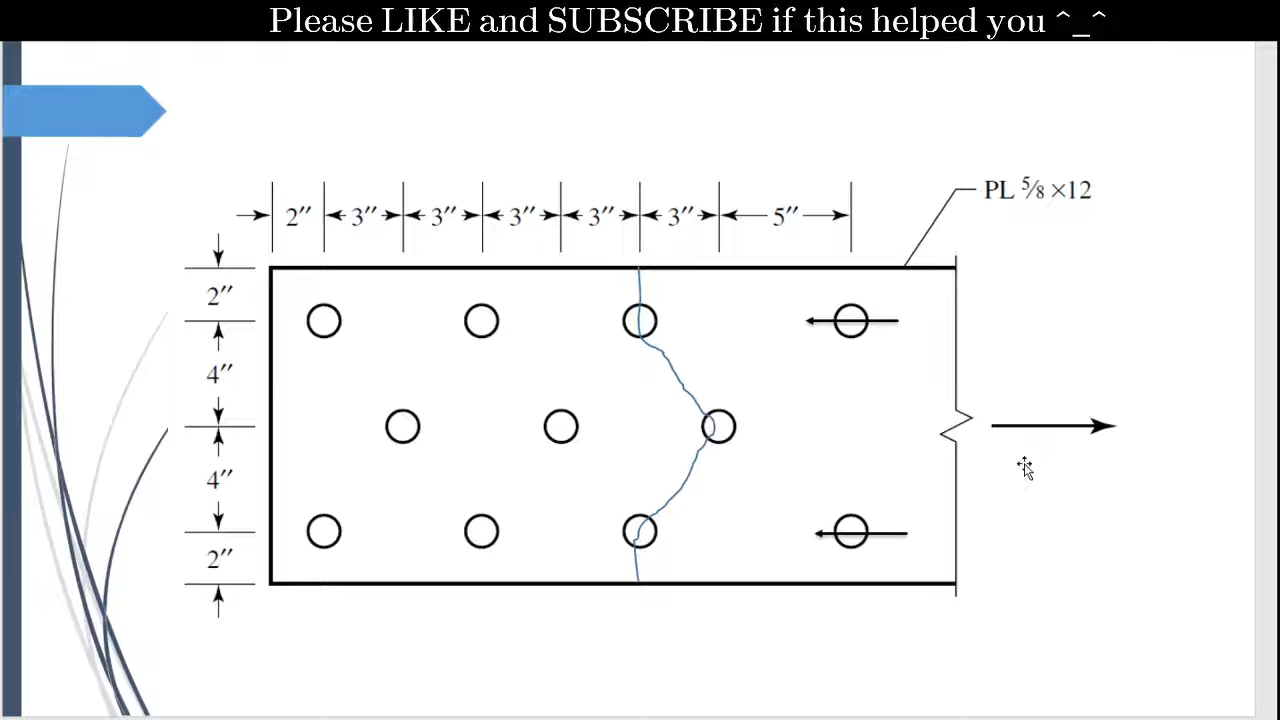 Please LIKE and SUBSCRIBE if this helped you ^_^
PL ⅝ ×12
2″ 3″ 3″ 3″ 3″ 3″ 5″
2″
4″
4″
2″